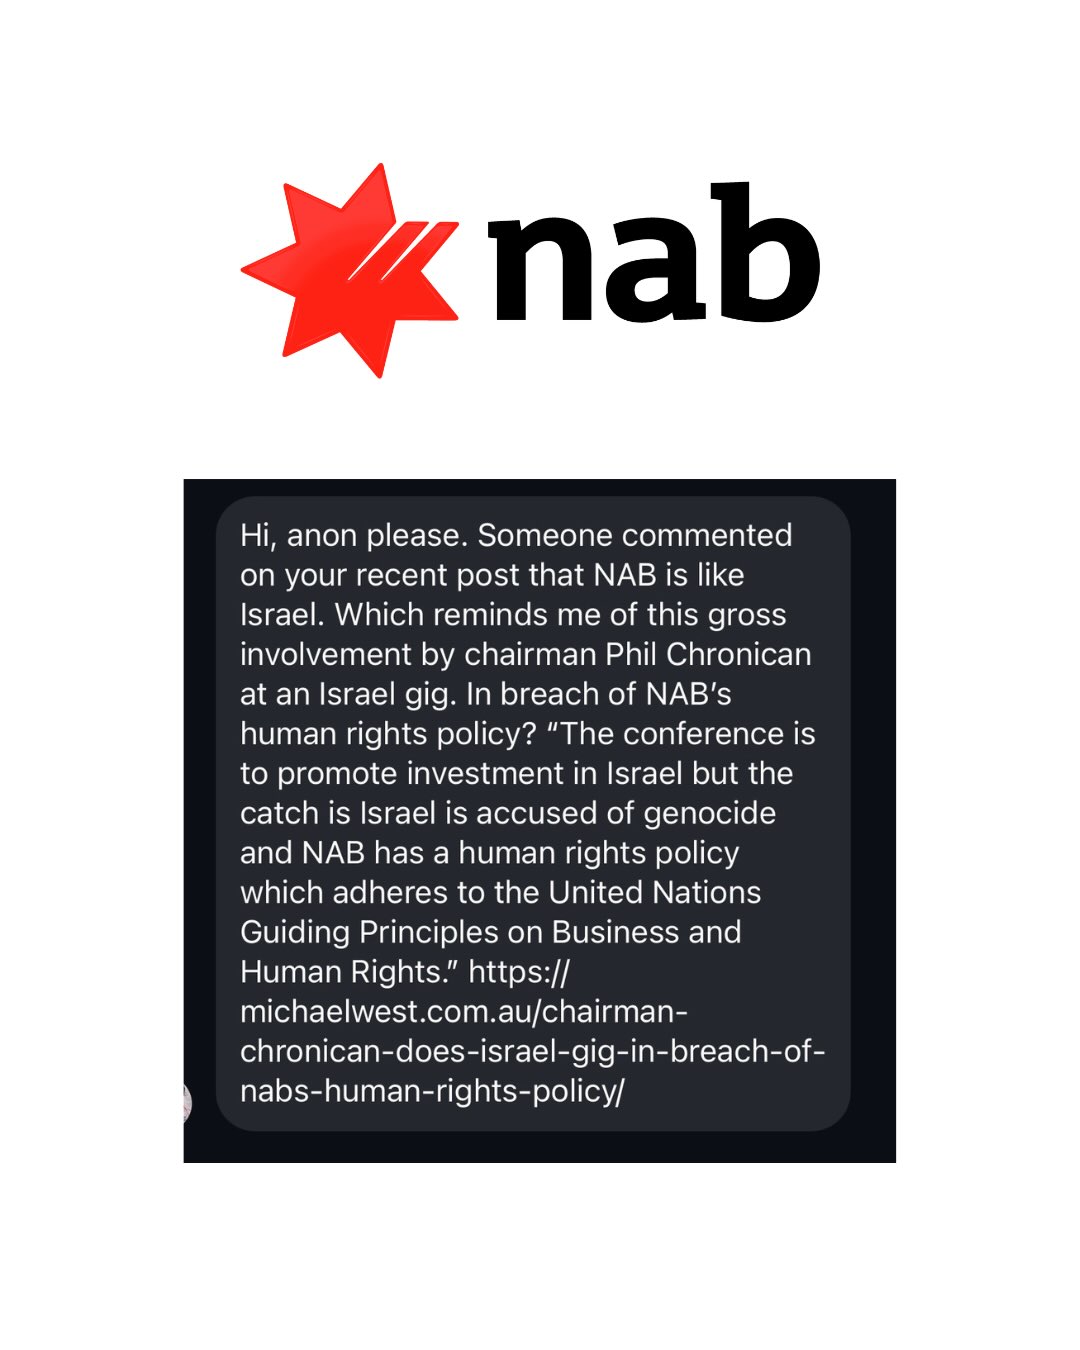 nab
Hi, anon please. Someone commented
on your recent post that NAB is like
Israel. Which reminds me of this gross
involvement by chairman Phil Chronican
at an Israel gig. In breach of NAB’s
human rights policy? “The conference is
to promote investment in Israel but the
catch is Israel is accused of genocide
and NAB has a human rights policy
which adheres to the United Nations
Guiding Principles on Business and
Human Rights.” https://
michaelwest.com.au/chairman-
chronican-does-israel-gig-in-breach-of-
nabs-human-rights-policy/